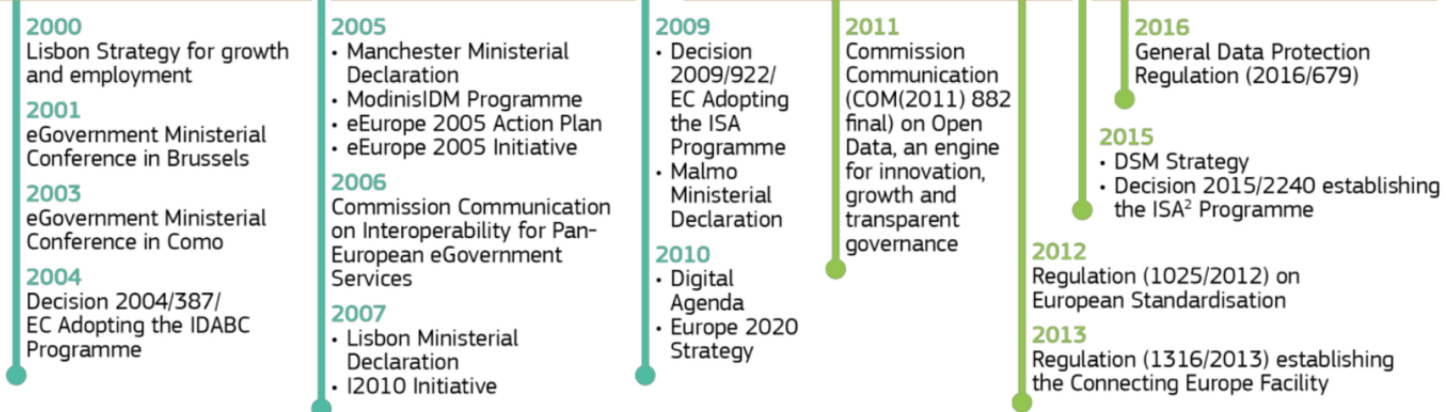 2000
Lisbon Strategy for growth
and employment
2001
eGovernment Ministerial
Conference in Brussels
2003
eGovernment Ministerial
Conference in Como
2004
Decision 2004/387/
EC Adopting the IDABC
Programme
2005
• Manchester Ministerial
Declaration
• ModinisIDM Programme
• eEurope 2005 Action Plan
• eEurope 2005 Initiative
2006
Commission Communication
on Interoperability for Pan-
European eGovernment
Services
2007
• Lisbon Ministerial
Declaration
• I2010 Initiative
2009
• Decision
2009/922/
EC Adopting
the ISA
Programme
• Malmo
Ministerial
Declaration
2010
• Digital
Agenda
• Europe 2020
Strategy
2011
Commission
Communication
(COM(2011) 882
final) on Open
Data, an engine
for innovation,
growth and
transparent
governance
2012
Regulation (1025/2012) on
European Standardisation
2013
Regulation (1316/2013) establishing
the Connecting Europe Facility
2015
• DSM Strategy
• Decision 2015/2240 establishing
the ISA² Programme
2016
General Data Protection
Regulation (2016/679)